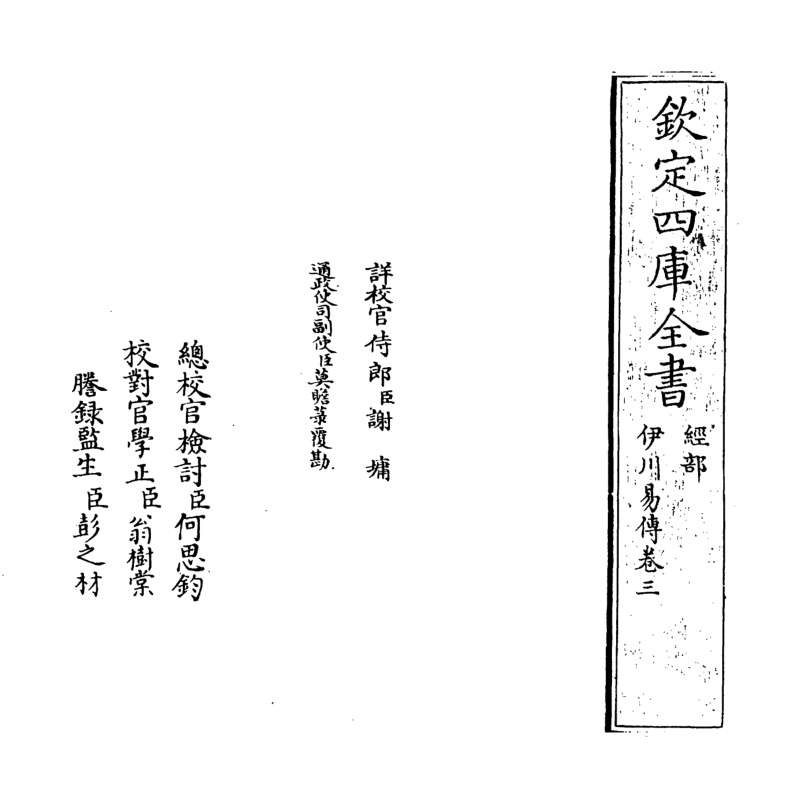 欽定四庫全書
經部
伊川易傳卷三
詳校官侍郎臣謝墉
通政使司副使臣莫瞻菉覆勘
總校官檢討臣何思鈞
校對官學正臣翁樹棠
謄録監生臣彭之材